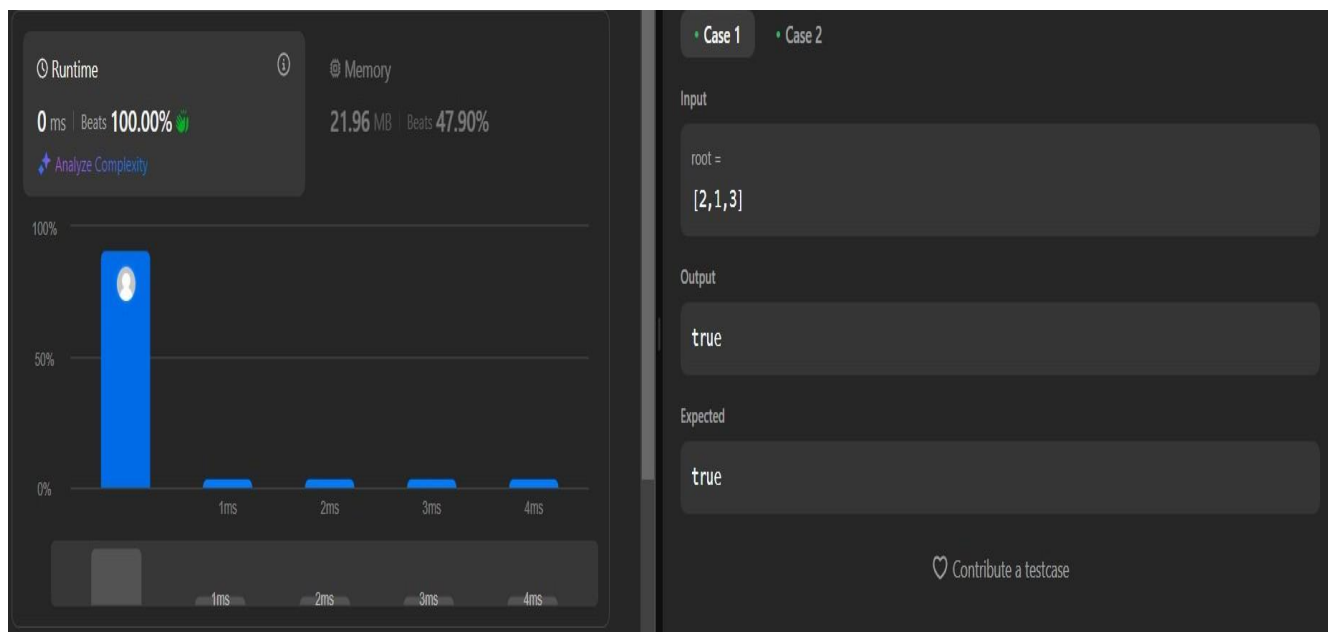 Runtime
Memory
0 ms | Beats 100.00%
21.96 MB | Beats 47.90%
Analyze Complexity
100%
50%
0%
1ms
2ms
3ms
4ms
1ms
2ms
3ms
4ms
Case 1
Case 2
Input
root =
[2,1,3]
Output
true
Expected
true
Contribute a testcase